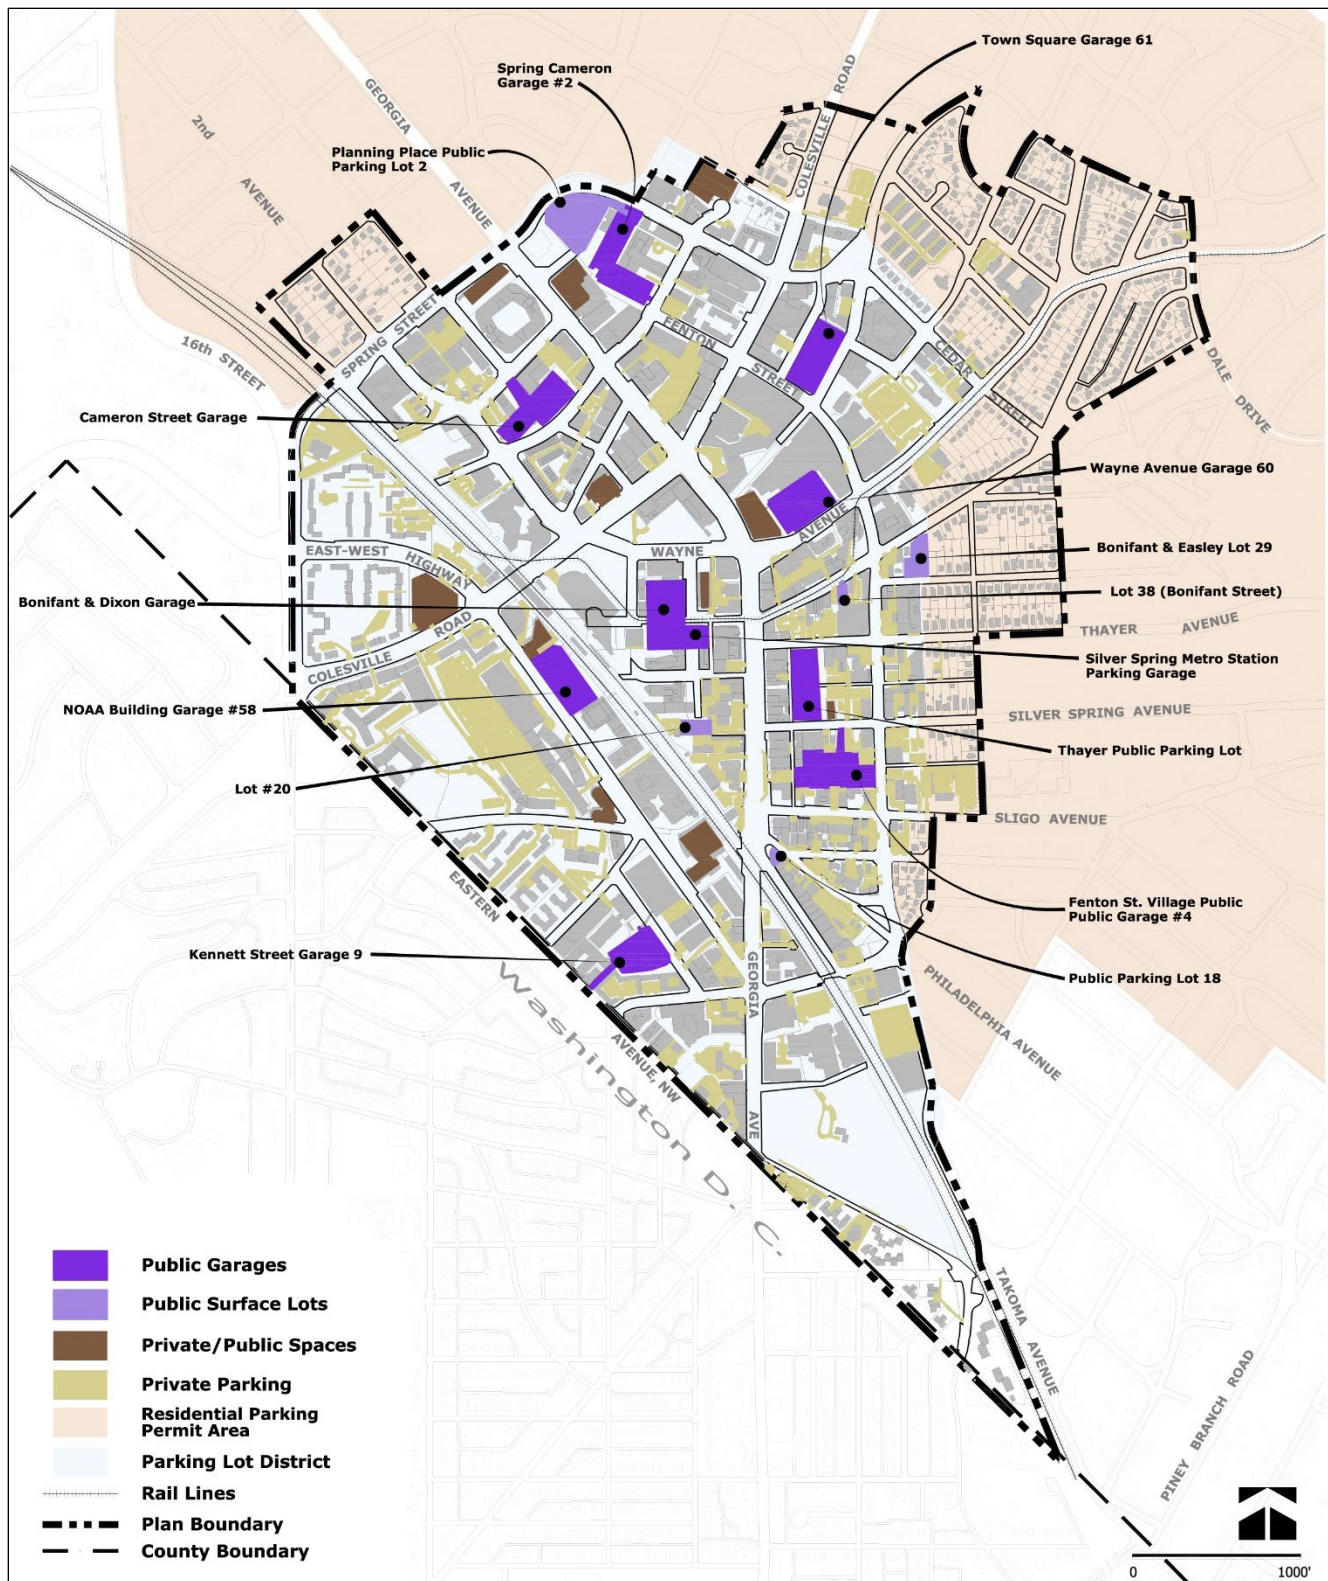 Town Square Garage 61
Spring Cameron
Garage #2
COLESVILLE ROAD
GEORGIA AVENUE
2nd AVENUE
Planning Place Public
Parking Lot 2
16th STREET
SPRING STREET
FENTON STREET
CEDAR STREET
DALE DRIVE
Cameron Street Garage
Wayne Avenue Garage 60
EAST-WEST HIGHWAY
WAYNE AVENUE
Bonifant & Easley Lot 29
Bonifant & Dixon Garage
Lot 38 (Bonifant Street)
COLESVILLE ROAD
THAYER AVENUE
Silver Spring Metro Station
Parking Garage
NOAA Building Garage #58
SILVER SPRING AVENUE
Thayer Public Parking Lot
Lot #20
SLIGO AVENUE
EASTERN AVENUE, NW
Fenton St. Village Public
Public Garage #4
Kennett Street Garage 9
GEORGIA AVE
Public Parking Lot 18
PHILADELPHIA AVENUE
Washington D. C.
TAKOMA AVENUE
PINEY BRANCH ROAD
Public Garages
Public Surface Lots
Private/Public Spaces
Private Parking
Residential Parking
Permit Area
Parking Lot District
Rail Lines
Plan Boundary
County Boundary
0 1000'